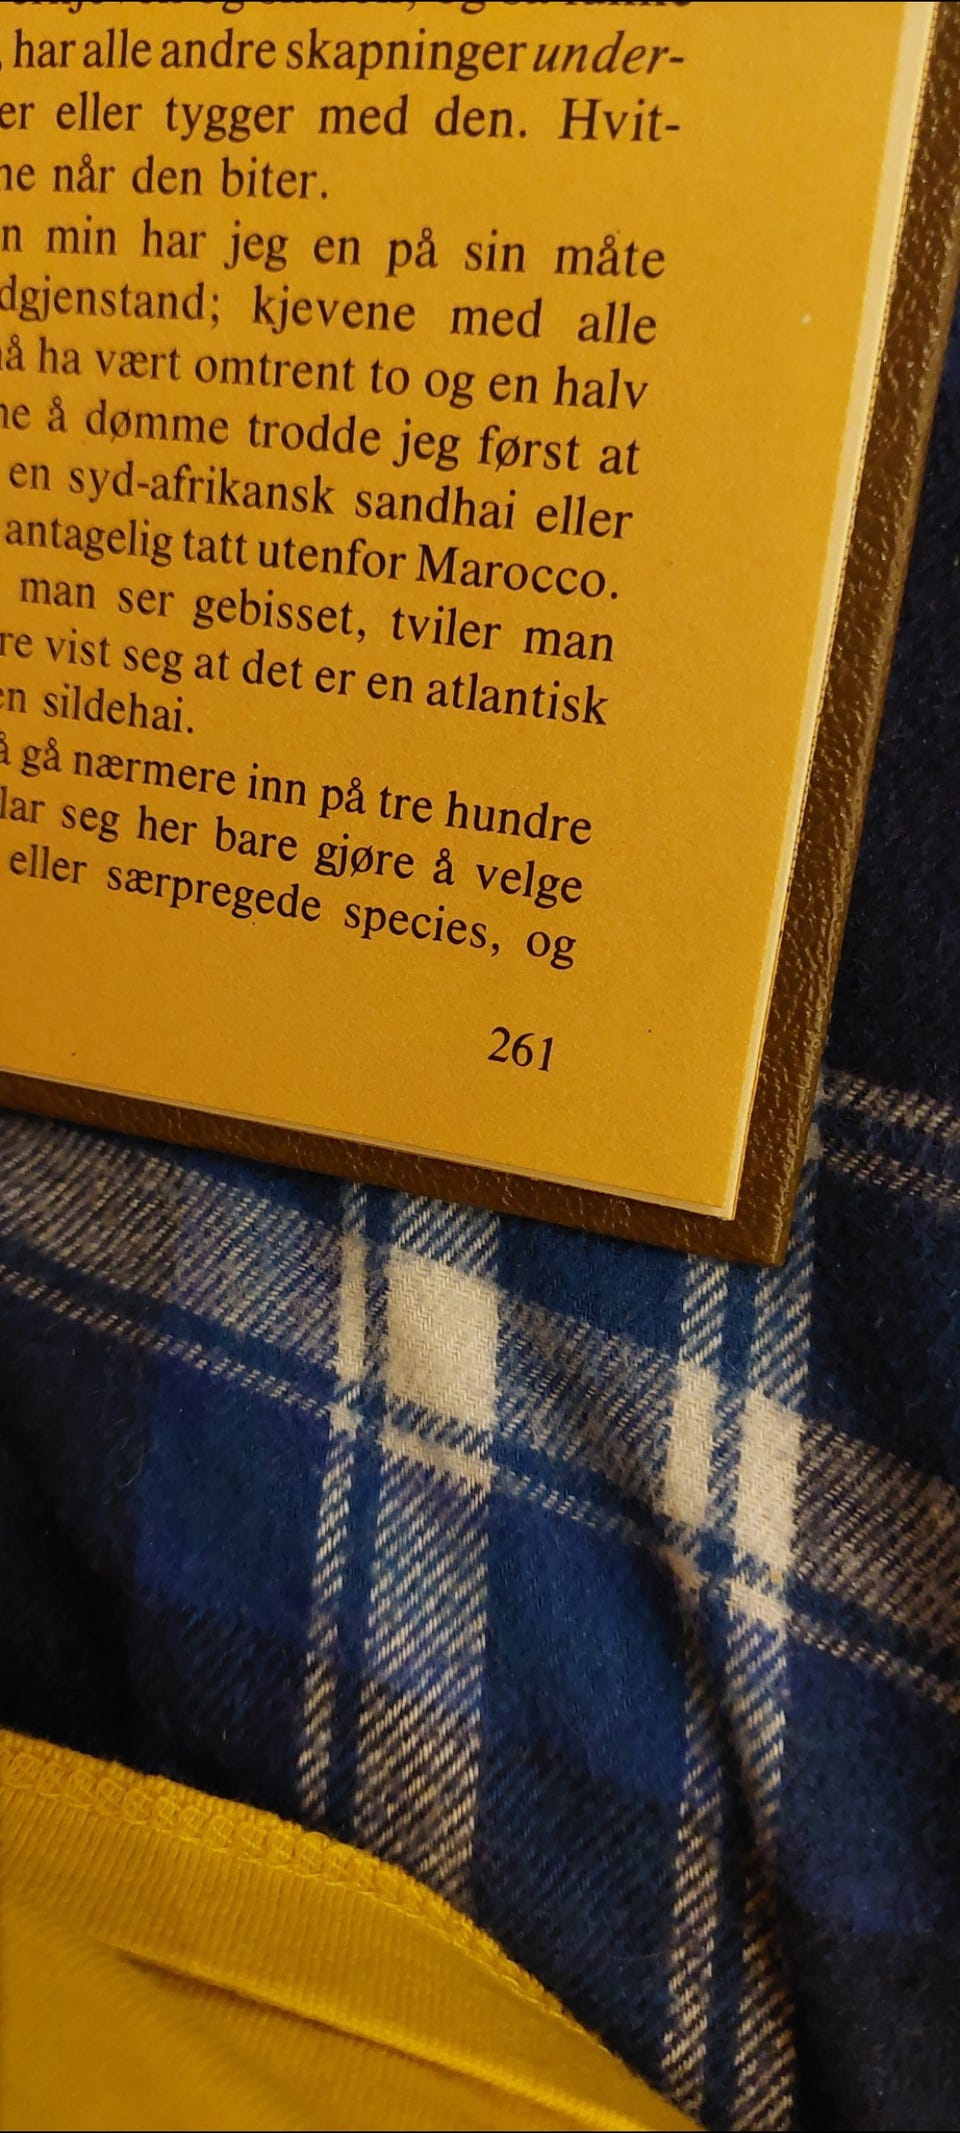 har alle andre skapninger under-
eller tygger med den. Hvit-
når den biter.
min har jeg en på sin måte
kjevene med alle
ha vært omtrent to og en halv
å dømme trodde jeg først at
en syd-afrikansk sandhai eller
antagelig tatt utenfor Marocco.
man ser gebisset, tviler man
vist seg at det er en atlantisk
sildehai.
gå nærmere inn på tre hundre
lar seg her bare gjøre å velge
eller særpregede species, og
261